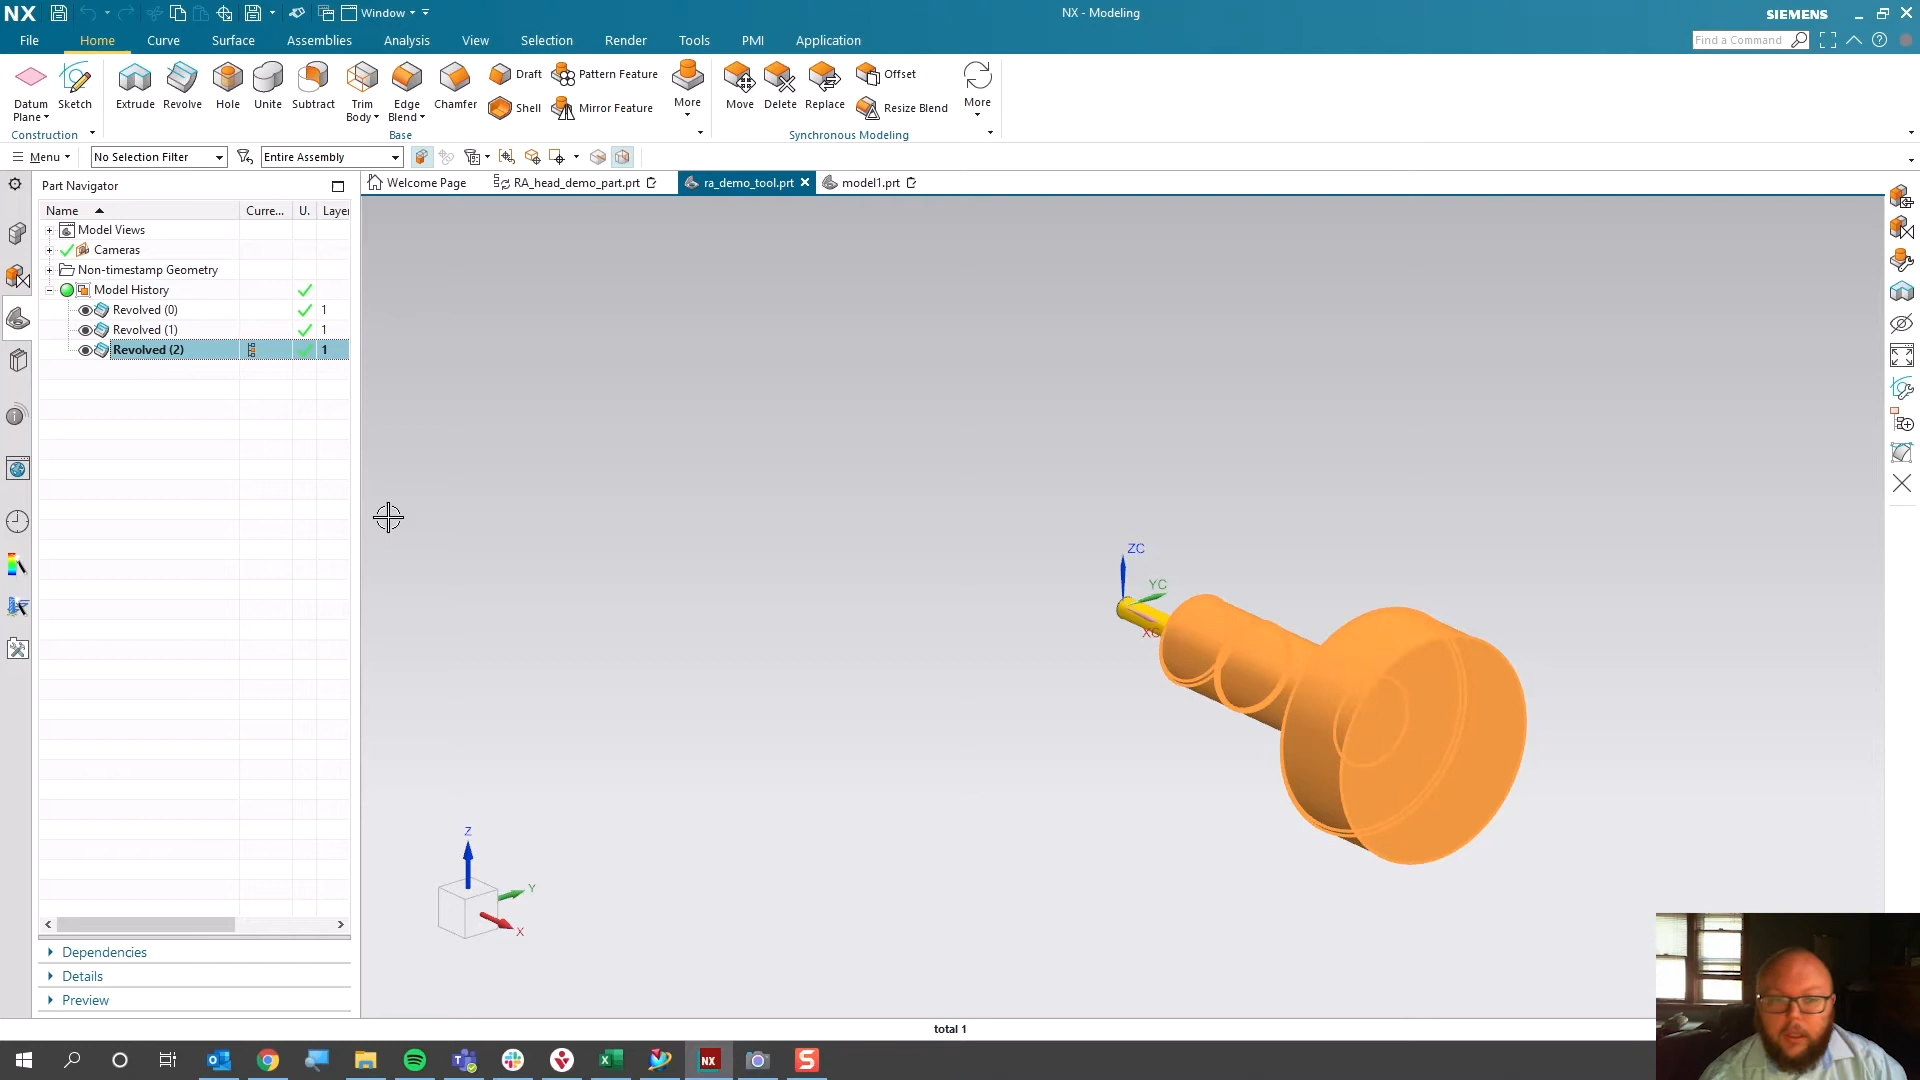 NX
Window
NX - Modeling
SIEMENS
File
Home
Curve
Surface
Assemblies
Analysis
View
Selection
Render
Tools
PMI
Application
Find a Command
Datum
Plane
Sketch
Extrude
Revolve
Hole
Unite
Subtract
Trim
Body
Edge
Blend
Chamfer
Draft
Shell
Pattern Feature
Mirror Feature
More
Move
Delete
Replace
Offset
Resize Blend
More
Construction
Base
Synchronous Modeling
Menu
No Selection Filter
Entire Assembly
Part Navigator
Welcome Page
RA_head_demo_part.prt
ra_demo_tool.prt
model1.prt
Name
Curre...
U.
Layer
Model Views
Cameras
Non-timestamp Geometry
Model History
Revolved (0)
1
Revolved (1)
1
Revolved (2)
1
ZC
YC
XC
Z
Y
X
Dependencies
Details
Preview
total 1
NX
S